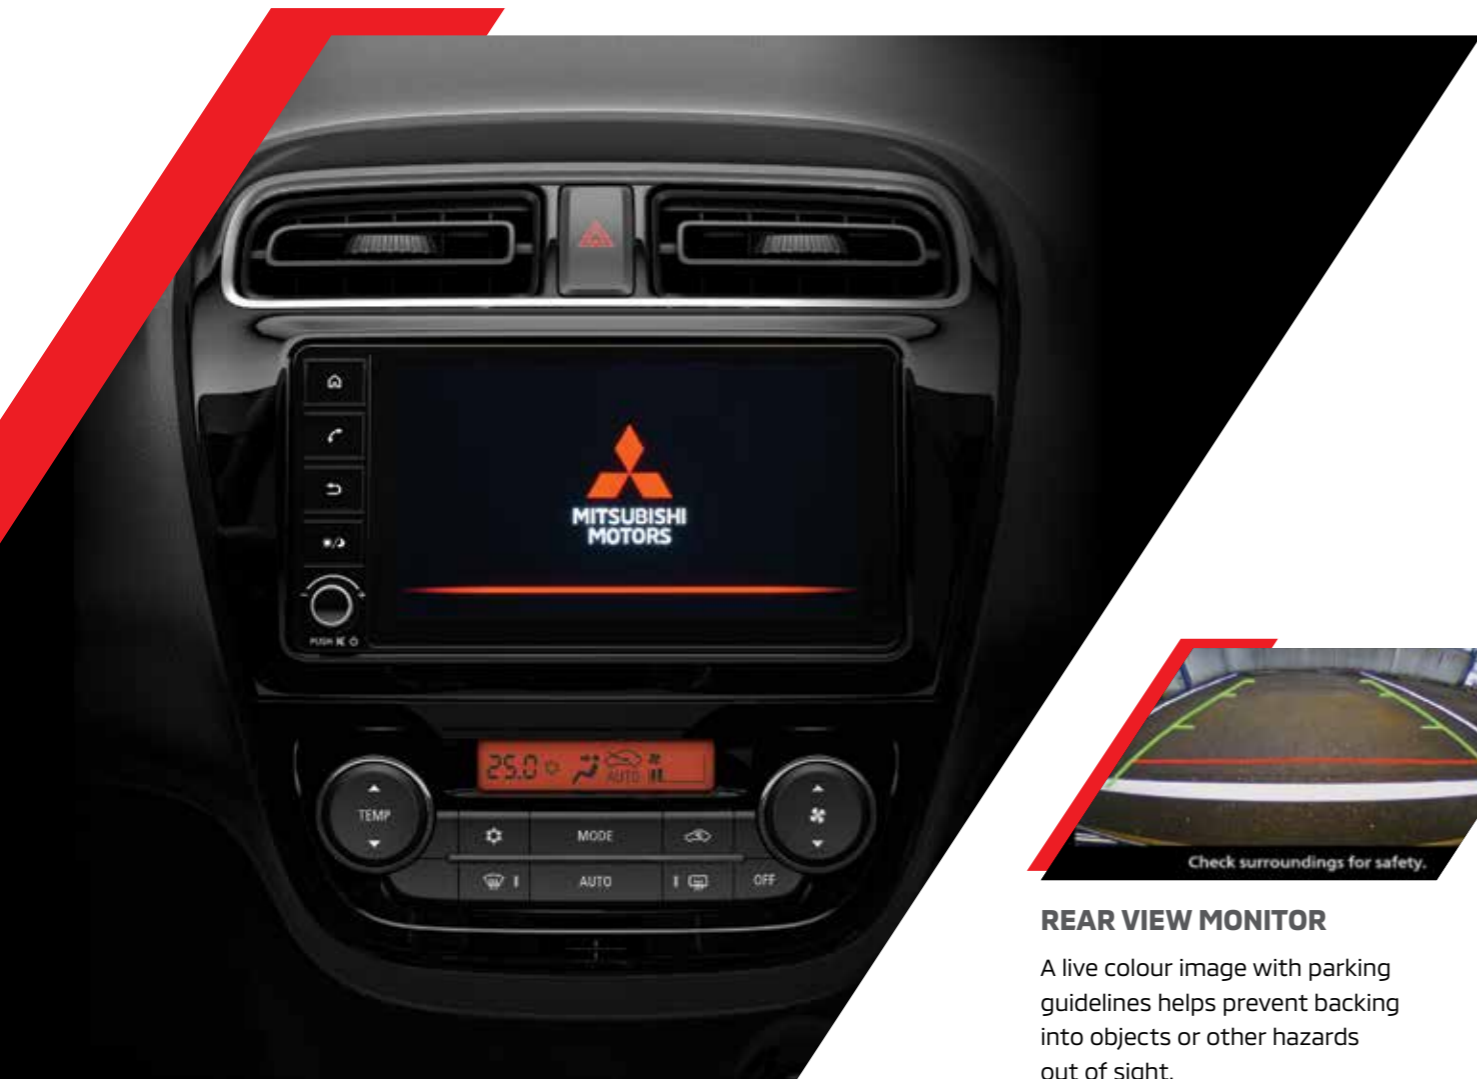 MITSUBISHI
MOTORS
PUSH
25.0
AUTO
TEMP
MODE
AUTO
OFF
Check surroundings for safety.
REAR VIEW MONITOR
A live colour image with parking
guidelines helps prevent backing
into objects or other hazards
out of sight.